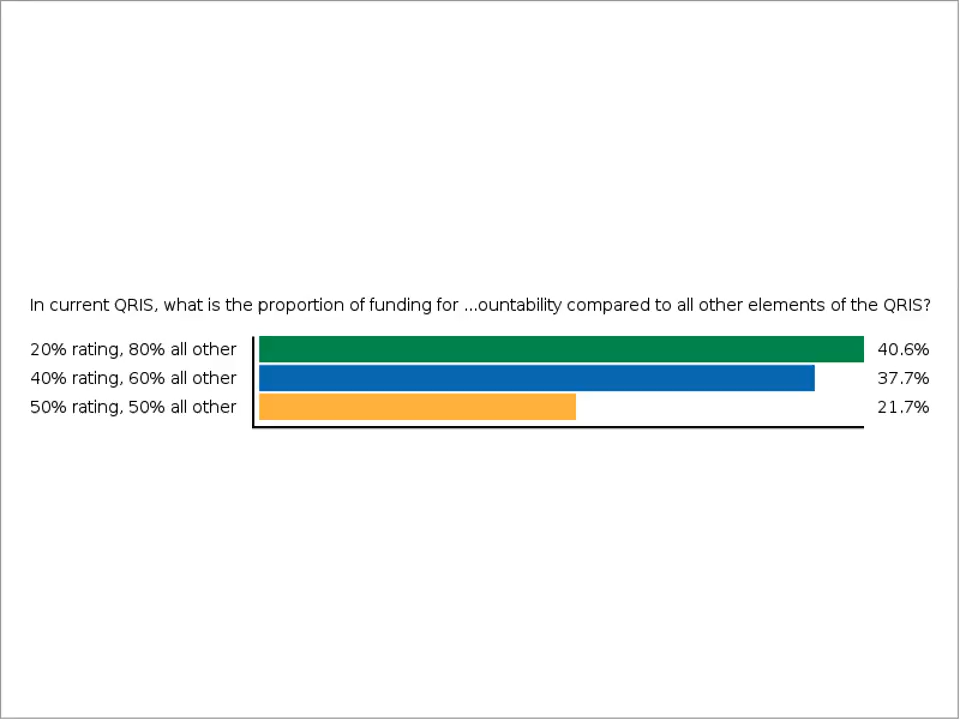 In current QRIS, what is the proportion of funding for ...ountability compared to all other elements of the QRIS?
20% rating, 80% all other 40.6%
40% rating, 60% all other 37.7%
50% rating, 50% all other 21.7%